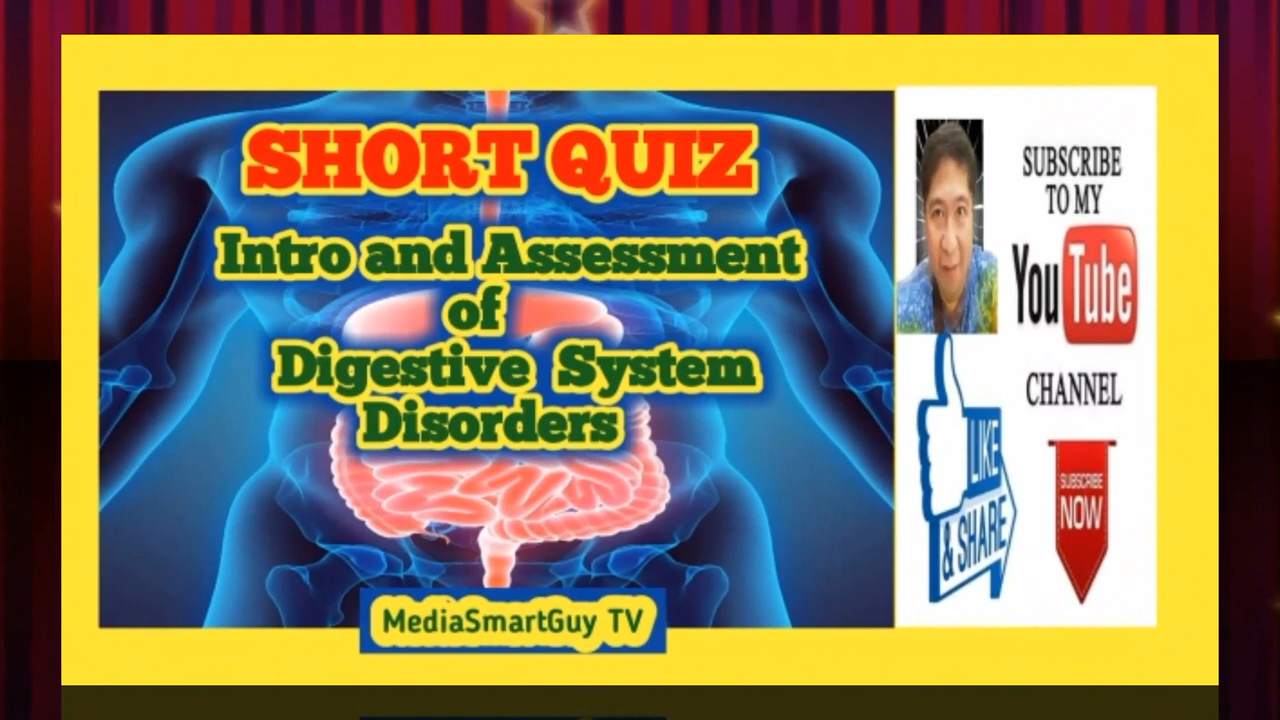 SHORT QUIZ
Intro and Assessment
of
Digestive System
Disorders
MediaSmartGuy TV
SUBSCRIBE
TO MY
YouTube
CHANNEL
LIKE
& SHARE
SUBSCRIBE
NOW